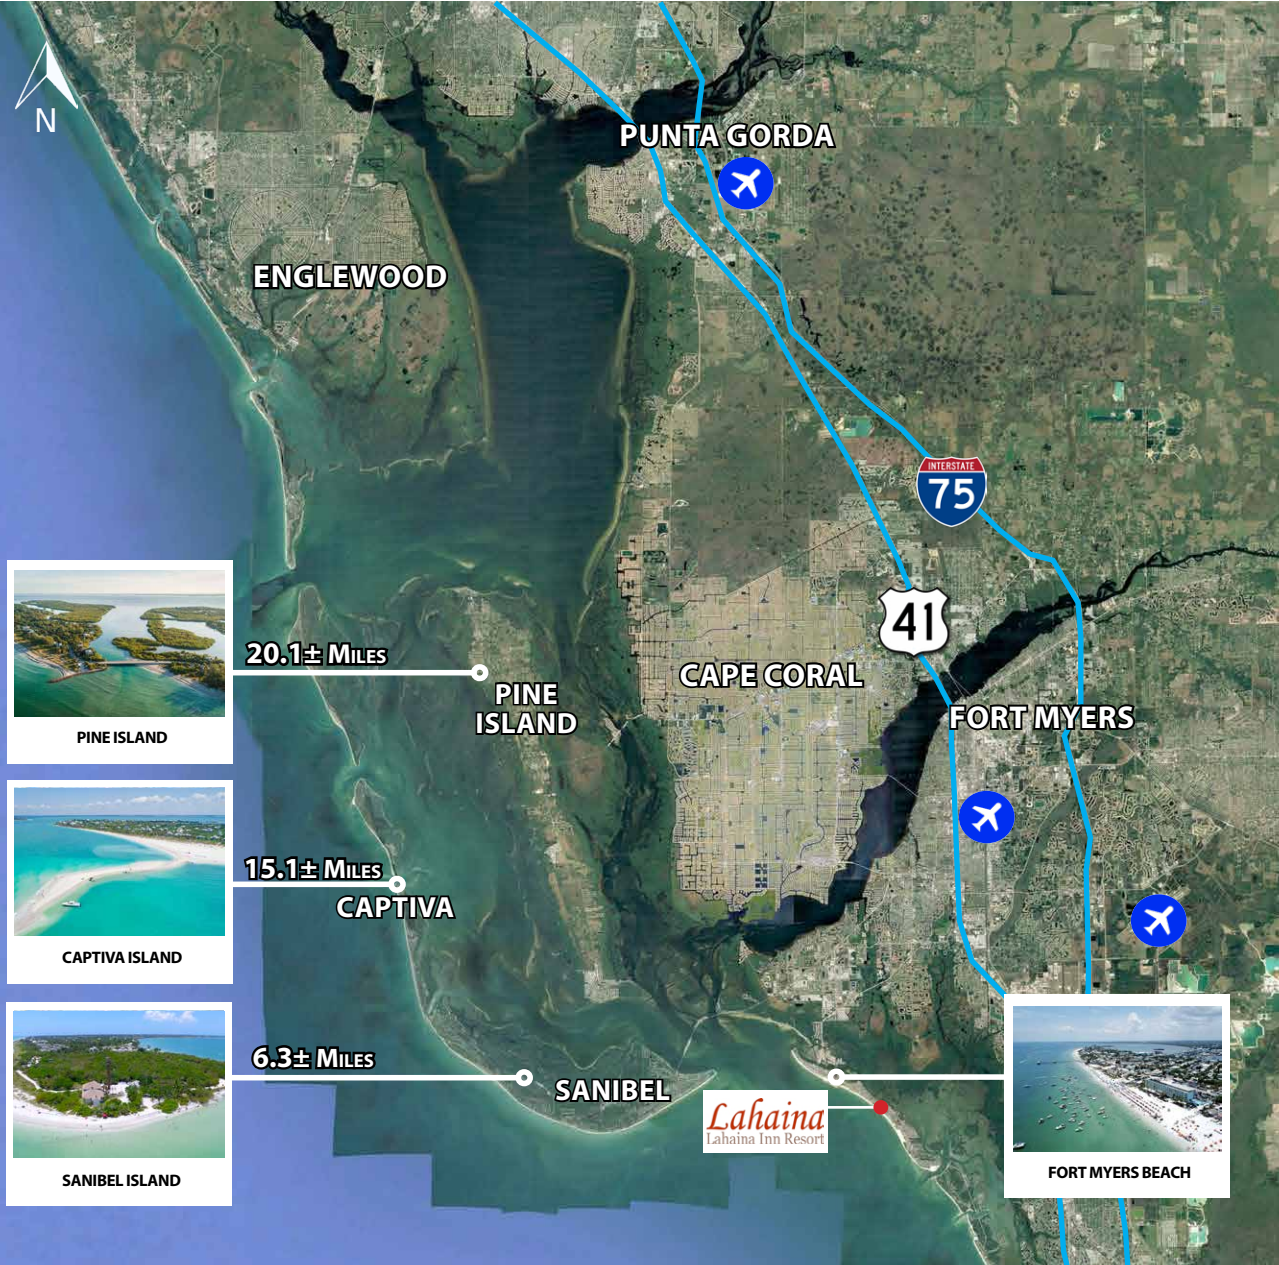 N
PUNTA GORDA
ENGLEWOOD
INTERSTATE
75
41
20.1± MILES
PINE
ISLAND
PINE ISLAND
CAPE CORAL
FORT MYERS
15.1± MILES
CAPTIVA
CAPTIVA ISLAND
6.3± MILES
SANIBEL
SANIBEL ISLAND
Lahaina
Lahaina Inn Resort
FORT MYERS BEACH